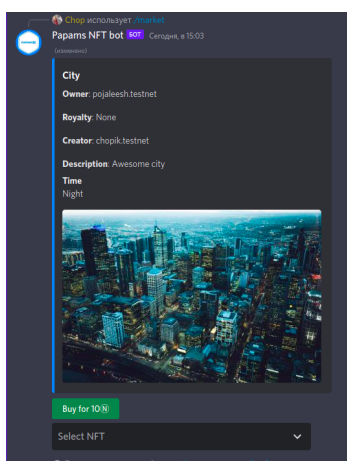 Chop использует /market
Papams NFT bot БОТ Сегодня, в 15:03
(изменено)
City
Owner: pojaleesh.testnet
Royalty: None
Creator: chopik.testnet
Description: Awesome city
Time
Night
Buy for 10 Ⓝ
Select NFT